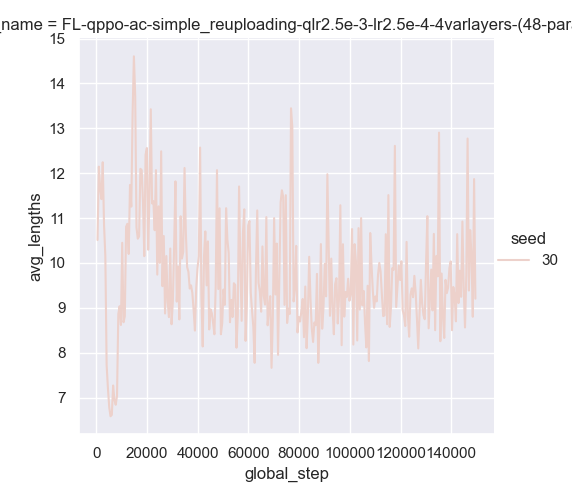 _name = FL-qppo-ac-simple_reuploading-qlr2.5e-3-lr2.5e-4-4varlayers-(48-par
15
14
13
12
11
10
9
8
7
avg_lengths
seed
30
0 20000 40000 60000 80000 100000 120000 140000
global_step